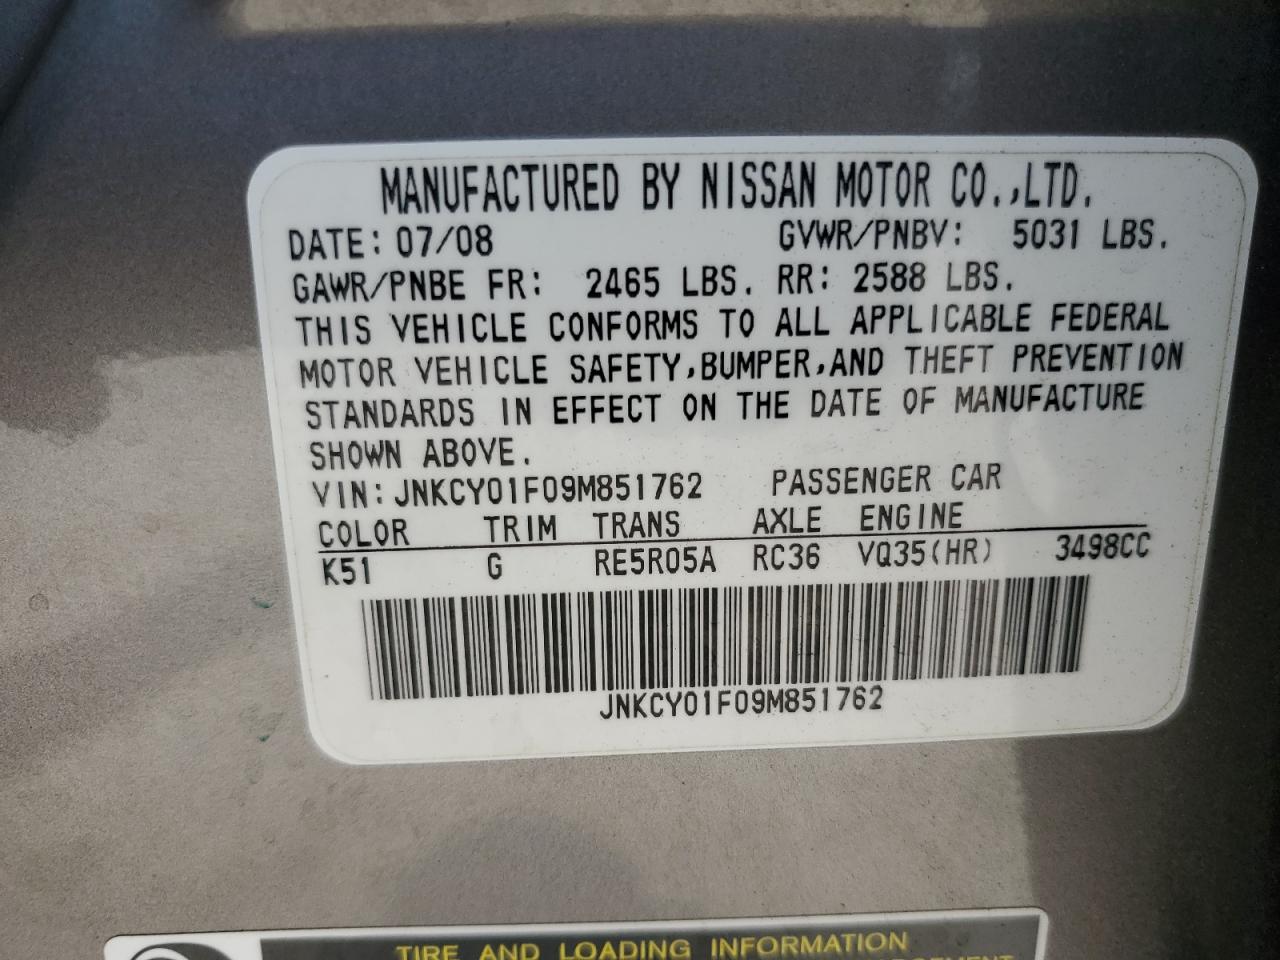 MANUFACTURED BY NISSAN MOTOR CO.,LTD.
DATE: 07/08 GVWR/PNBV: 5031 LBS.
GAWR/PNBE FR: 2465 LBS. RR: 2588 LBS.
THIS VEHICLE CONFORMS TO ALL APPLICABLE FEDERAL
MOTOR VEHICLE SAFETY,BUMPER,AND THEFT PREVENTION
STANDARDS IN EFFECT ON THE DATE OF MANUFACTURE
SHOWN ABOVE.
VIN: JNKCY01F09M851762 PASSENGER CAR
COLOR TRIM TRANS AXLE ENGINE
K51 G RE5R05A RC36 VQ35(HR) 3498CC
JNKCY01F09M851762
TIRE AND LOADING INFORMATION